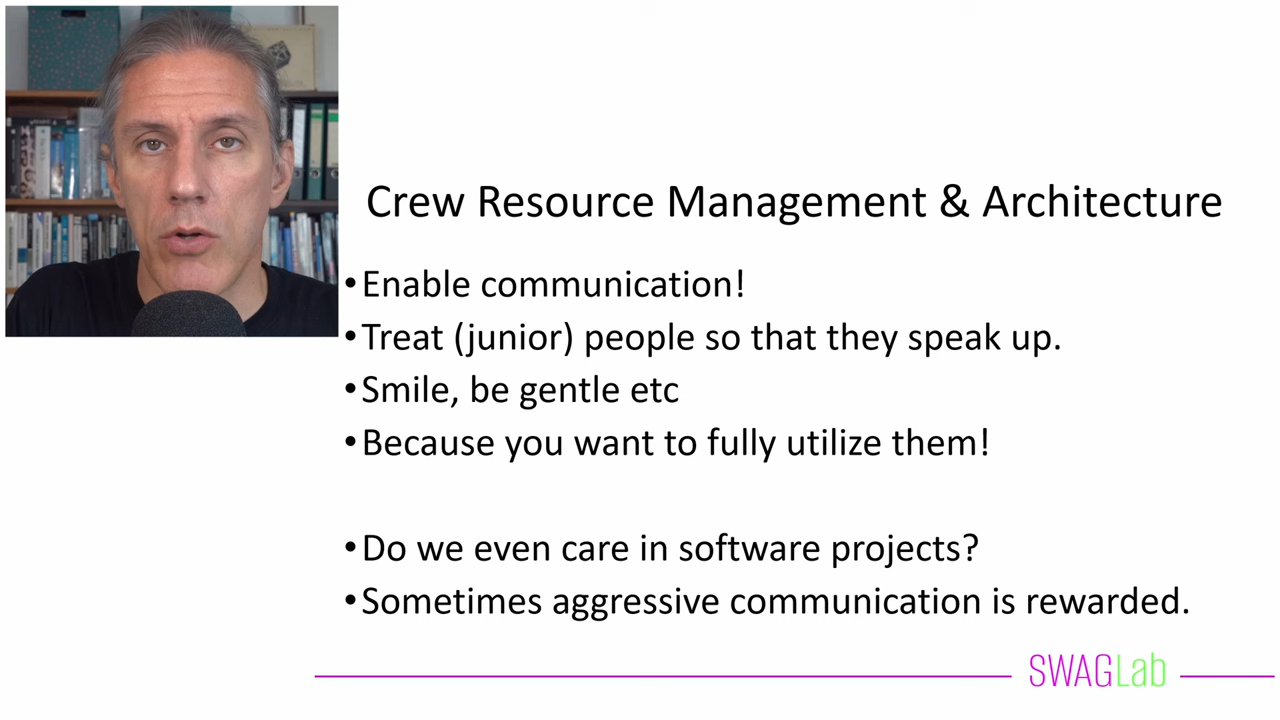 Crew Resource Management & Architecture
•Enable communication!
•Treat (junior) people so that they speak up.
•Smile, be gentle etc
•Because you want to fully utilize them!
•Do we even care in software projects?
•Sometimes aggressive communication is rewarded.
SWAGLab